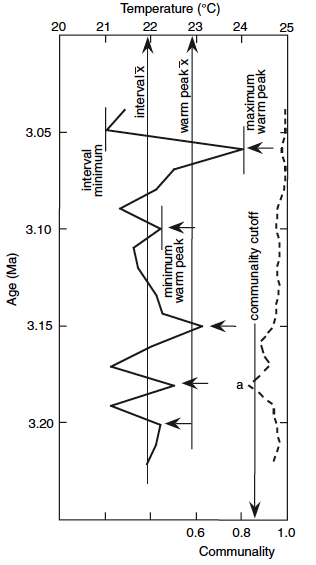 Temperature (°C)
20 21 22 23 24 25
interval x̅
warm peak x̅
maximum
warm peak
interval
minimum
minimum
warm peak
communality cutoff
a
Age (Ma)
3.05
3.10
3.15
3.20
0.6 0.8 1.0
Communality